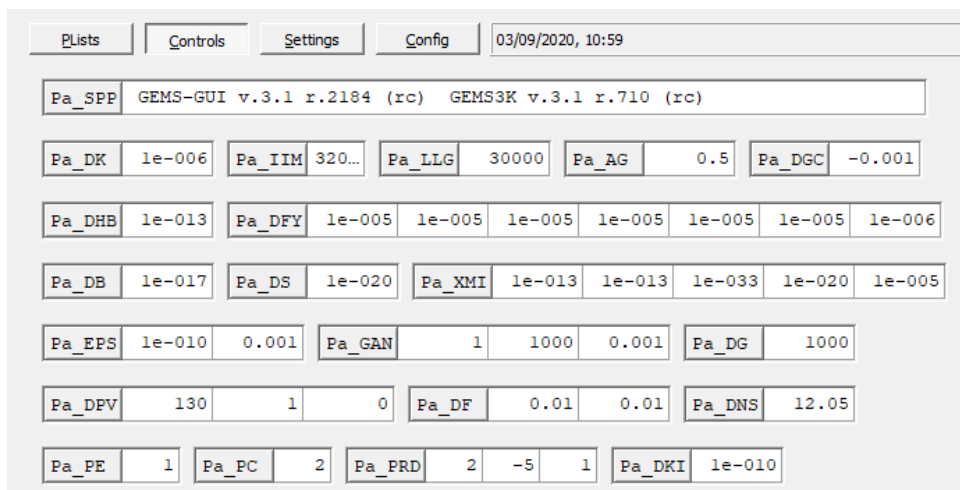 PLists Controls Settings Config 03/09/2020, 10:59
Pa_SPP GEMS-GUI v.3.1 r.2184 (rc) GEMS3K v.3.1 r.710 (rc)
Pa_DK 1e-006 Pa_IIM 320... Pa_LLG 30000 Pa_AG 0.5 Pa_DGC -0.001
Pa_DHB 1e-013 Pa_DFY 1e-005 1e-005 1e-005 1e-005 1e-005 1e-005 1e-006
Pa_DB 1e-017 Pa_DS 1e-020 Pa_XMI 1e-013 1e-013 1e-033 1e-020 1e-005
Pa_EPS 1e-010 0.001 Pa_GAN 1 1000 0.001 Pa_DG 1000
Pa_DPV 130 1 0 Pa_DF 0.01 0.01 Pa_DNS 12.05
Pa_PE 1 Pa_PC 2 Pa_PRD 2 -5 1 Pa_DKI 1e-010